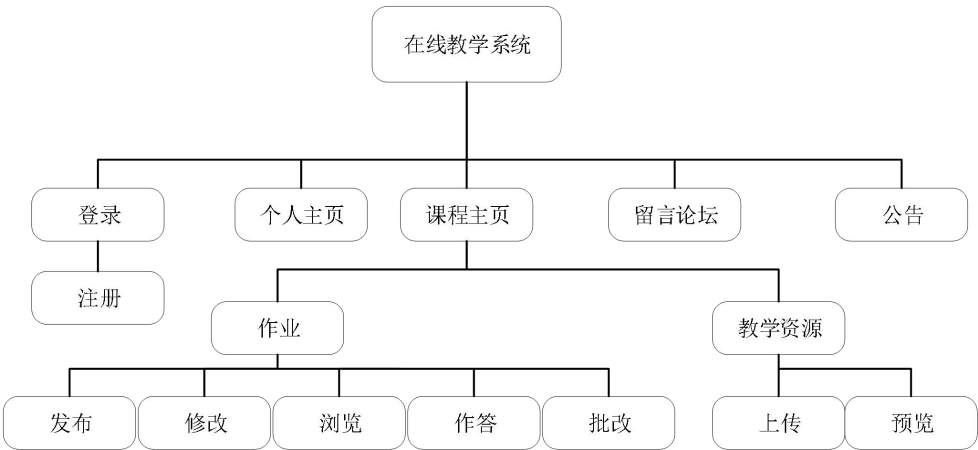 在线教学系统
登录
个人主页
课程主页
留言论坛
公告
注册
作业
教学资源
发布
修改
浏览
作答
批改
上传
预览